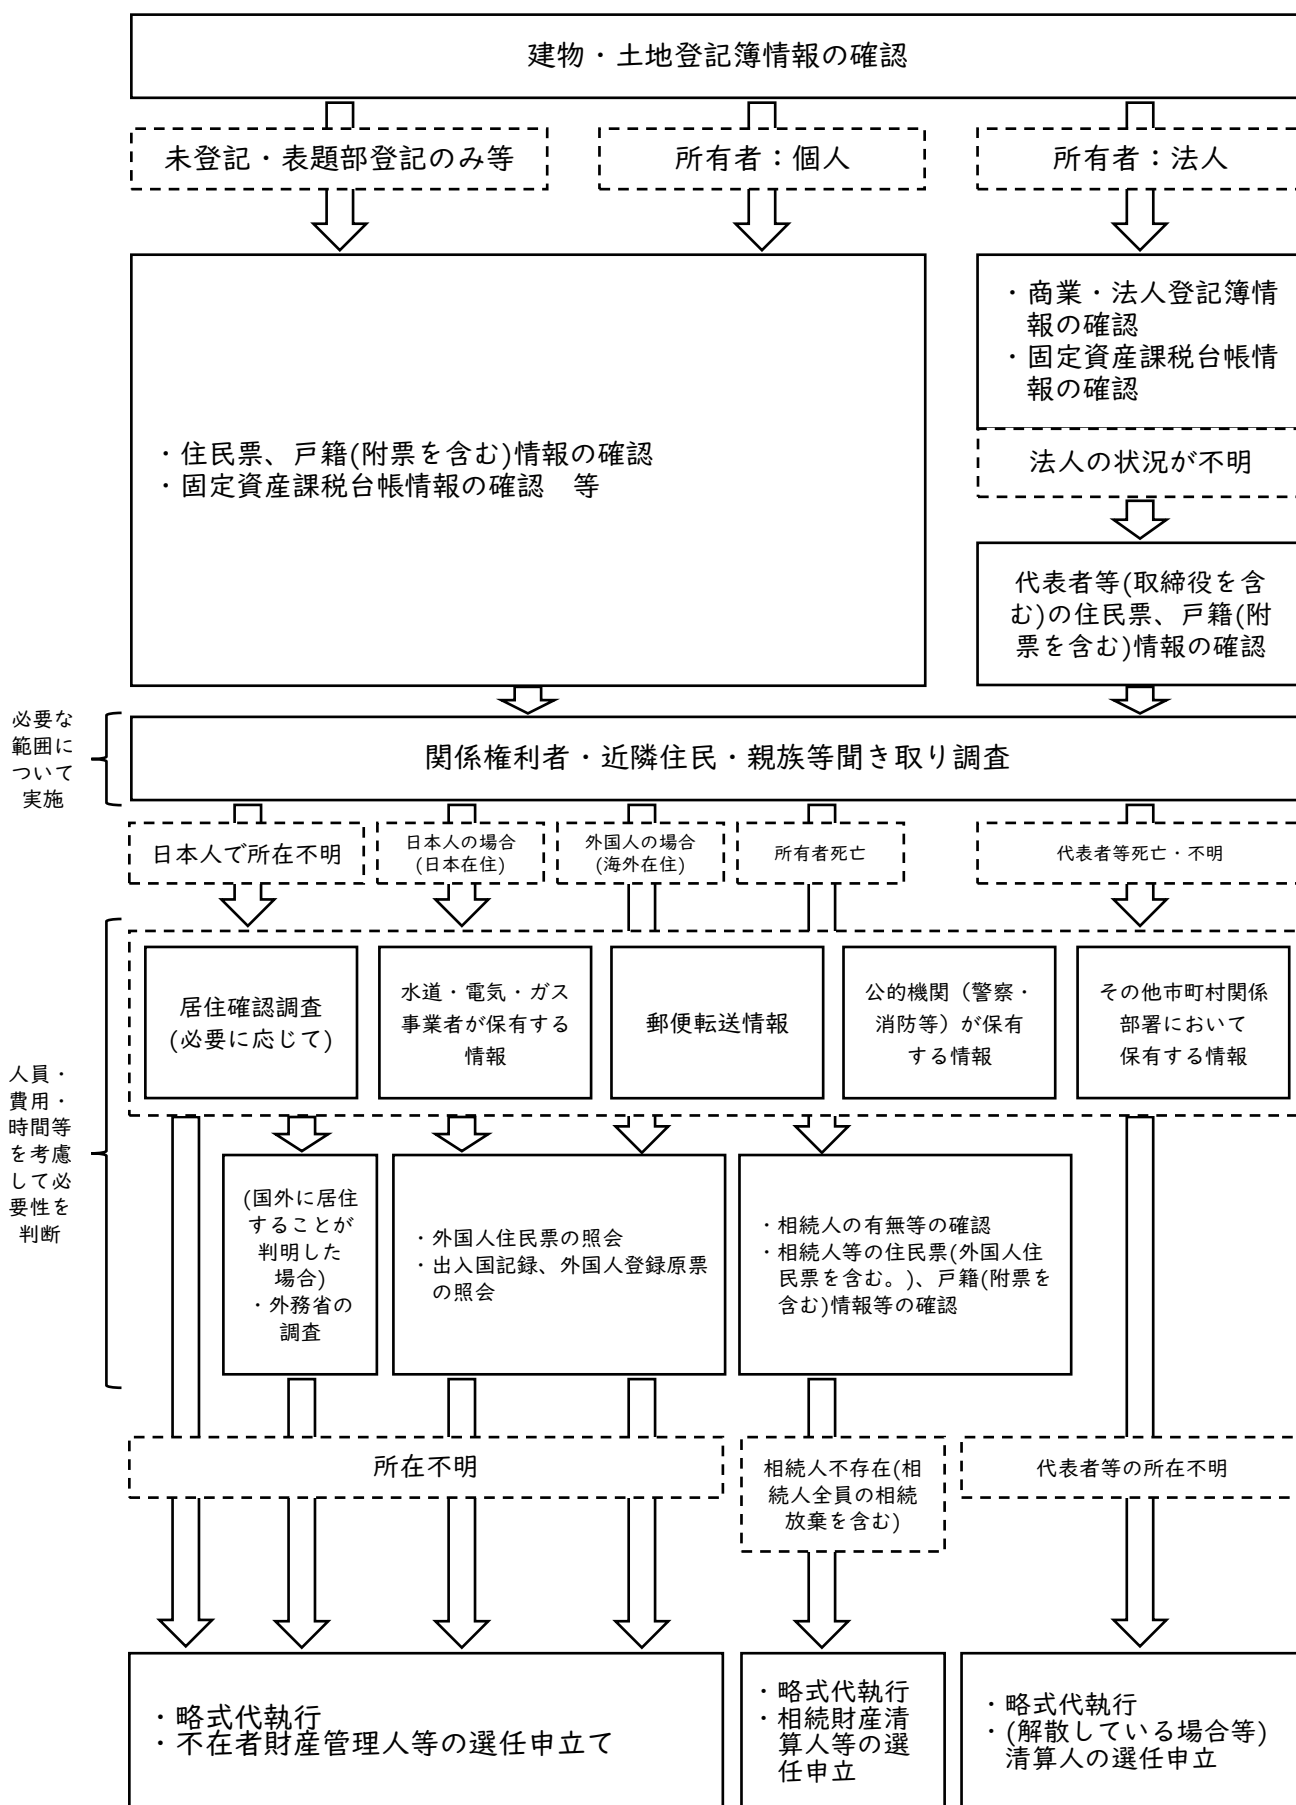 建物・土地登記簿情報の確認
未登記・表題部登記のみ等
所有者：個人
所有者：法人
・商業・法人登記簿情
報の確認
・固定資産課税台帳情
報の確認
・住民票、戸籍(附票を含む)情報の確認
・固定資産課税台帳情報の確認　等
法人の状況が不明
代表者等(取締役を含
む)の住民票、戸籍(附
票を含む)情報の確認
必要な
範囲に
ついて
実施
関係権利者・近隣住民・親族等聞き取り調査
日本人で所在不明
日本人の場合
(日本在住)
外国人の場合
(海外在住)
所有者死亡
代表者等死亡・不明
人員・
費用・
時間等
を考慮
して必
要性を
判断
居住確認調査
(必要に応じて)
水道・電気・ガス
事業者が保有する
情報
郵便転送情報
公的機関（警察・
消防等）が保有
する情報
その他市町村関係
部署において
保有する情報
(国外に居住
することが
判明した
場合)
・外務省の
調査
・外国人住民票の照会
・出入国記録、外国人登録原票
の照会
・相続人の有無等の確認
・相続人等の住民票(外国人住
民票を含む。)、戸籍(附票を
含む)情報等の確認
所在不明
相続人不存在(相
続人全員の相続
放棄を含む)
代表者等の所在不明
・略式代執行
・不在者財産管理人等の選任申立て
・略式代執行
・相続財産清
算人等の選
任申立
・略式代執行
・(解散している場合等)
清算人の選任申立